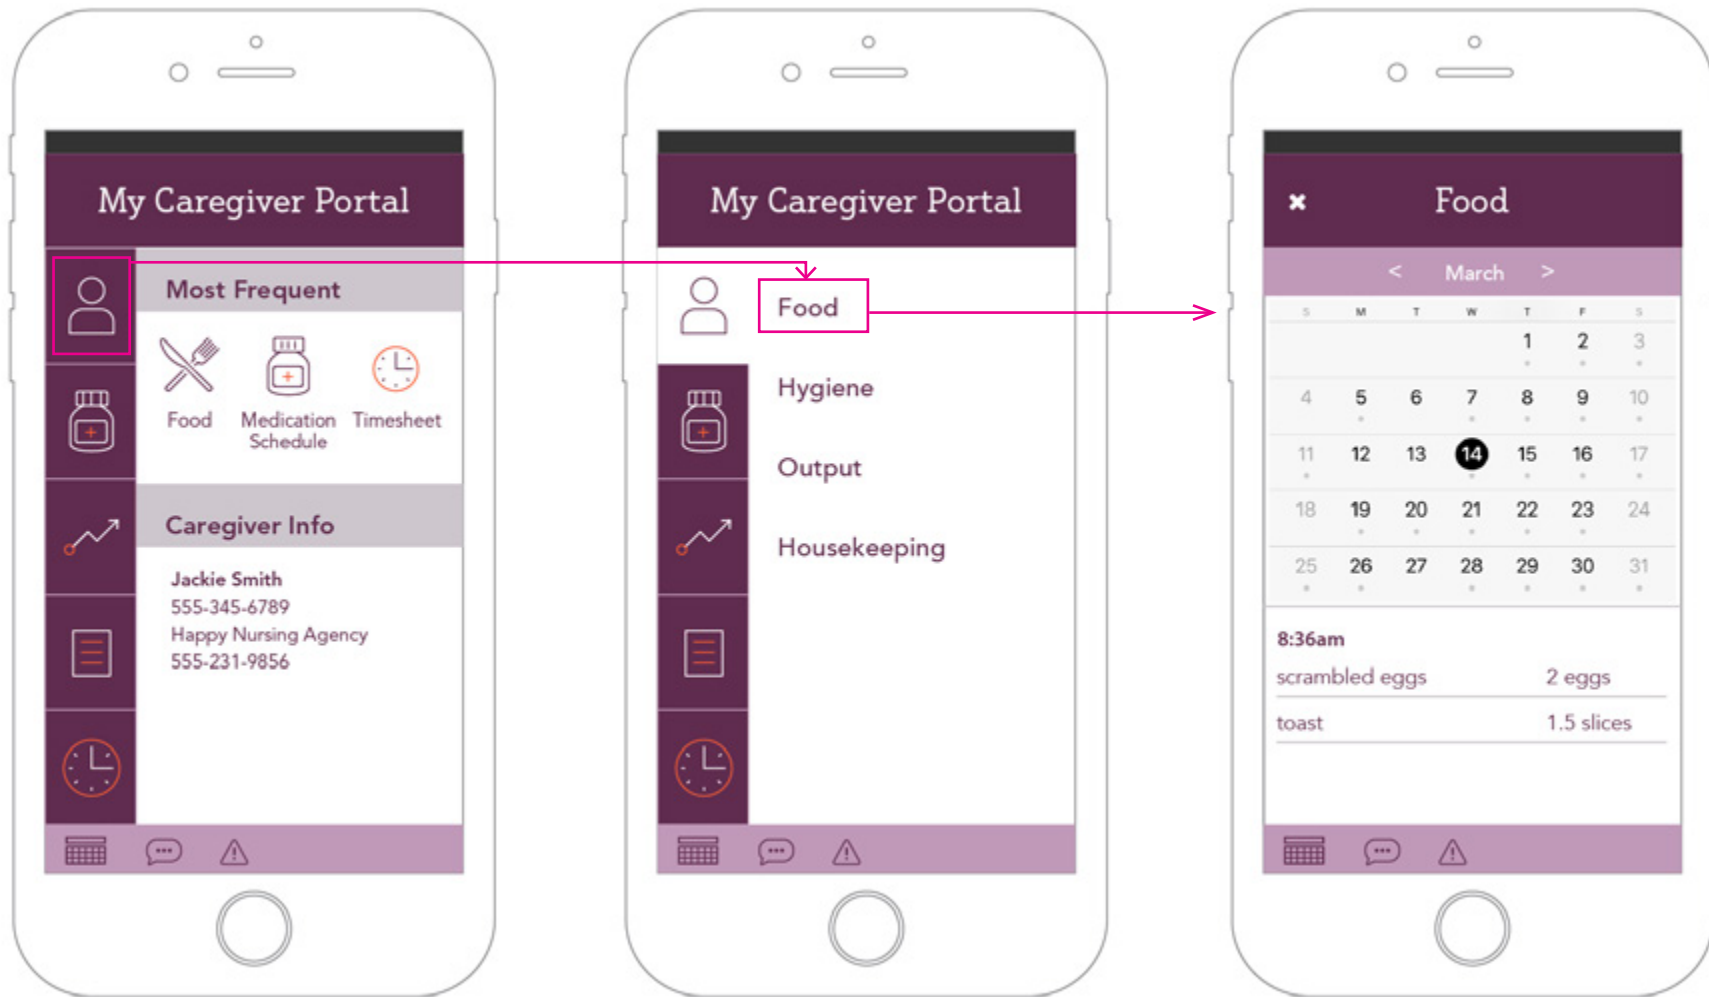 My Caregiver Portal
Most Frequent
Food
Medication
Schedule
Timesheet
Caregiver Info
Jackie Smith
555-345-6789
Happy Nursing Agency
555-231-9856
My Caregiver Portal
Food
Hygiene
Output
Housekeeping
✖ Food
< March >
S M T W T F S
1 2 3
4 5 6 7 8 9 10
11 12 13 14 15 16 17
18 19 20 21 22 23 24
25 26 27 28 29 30 31
8:36am
scrambled eggs 2 eggs
toast 1.5 slices